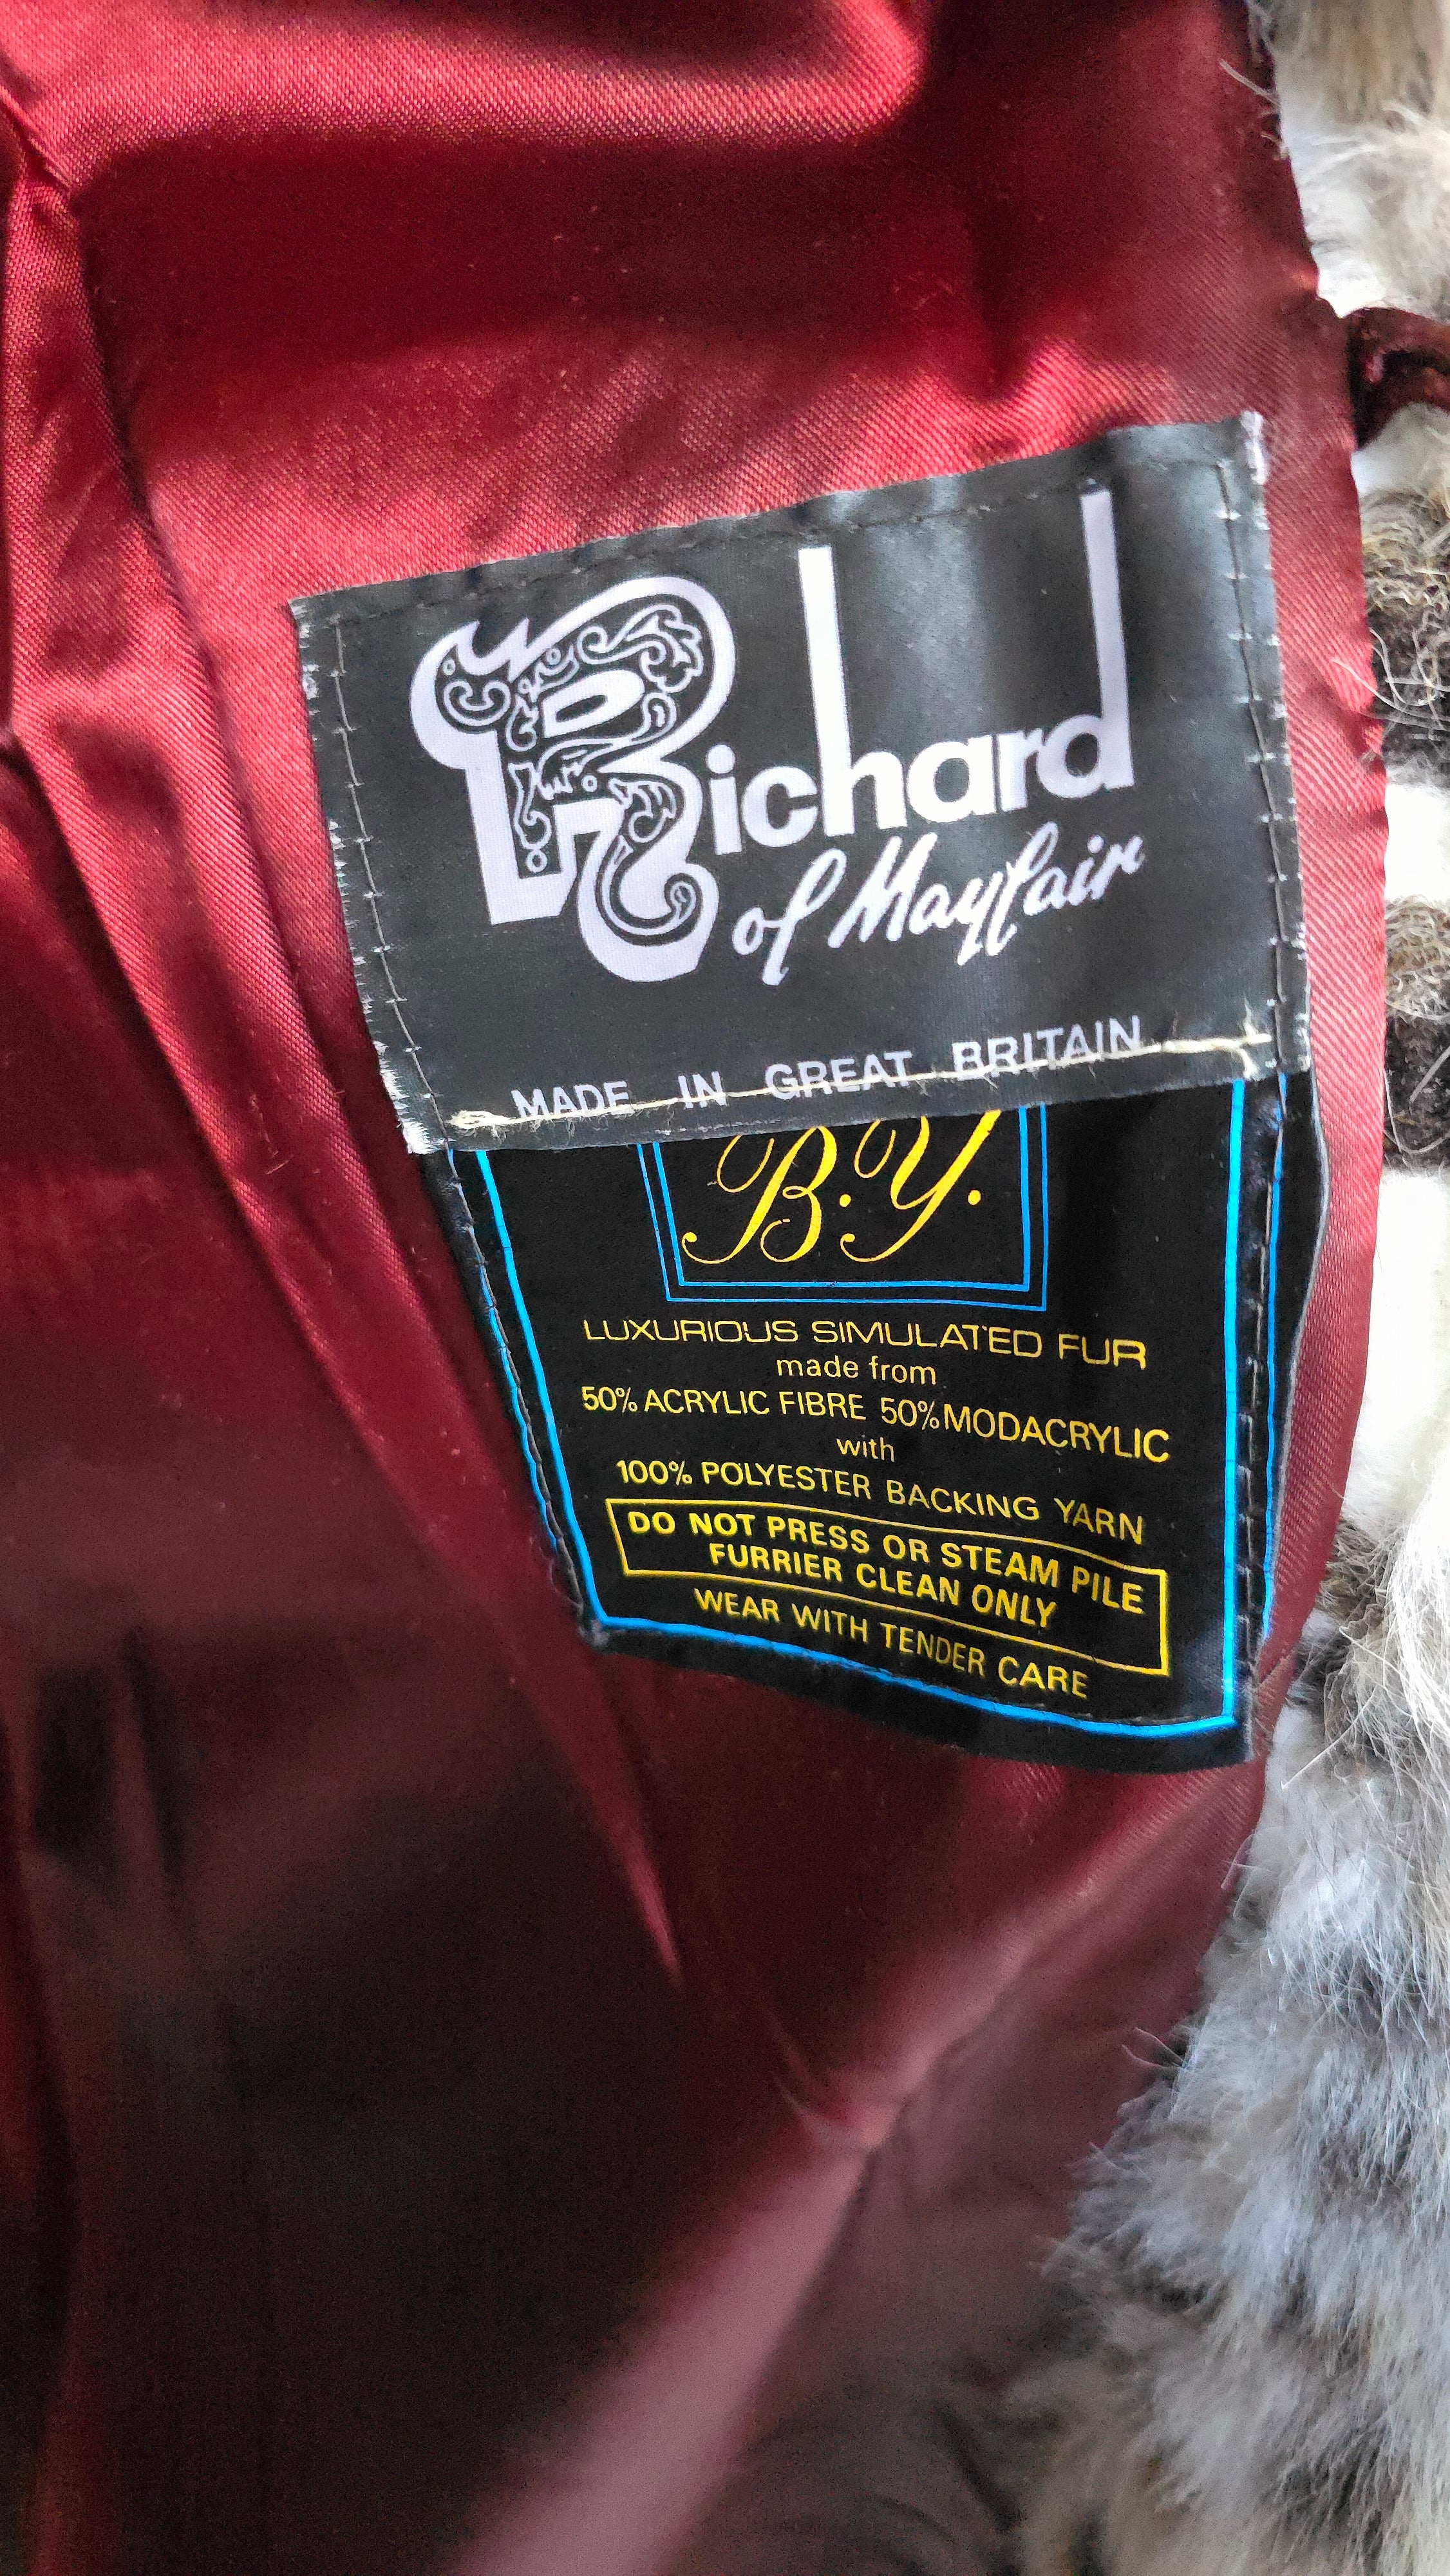 Richard
of Mayfair
MADE IN GREAT BRITAIN
B.Y.
LUXURIOUS SIMULATED FUR
made from
50% ACRYLIC FIBRE 50% MODACRYLIC
with
100% POLYESTER BACKING YARN
DO NOT PRESS OR STEAM PILE
FURRIER CLEAN ONLY
WEAR WITH TENDER CARE